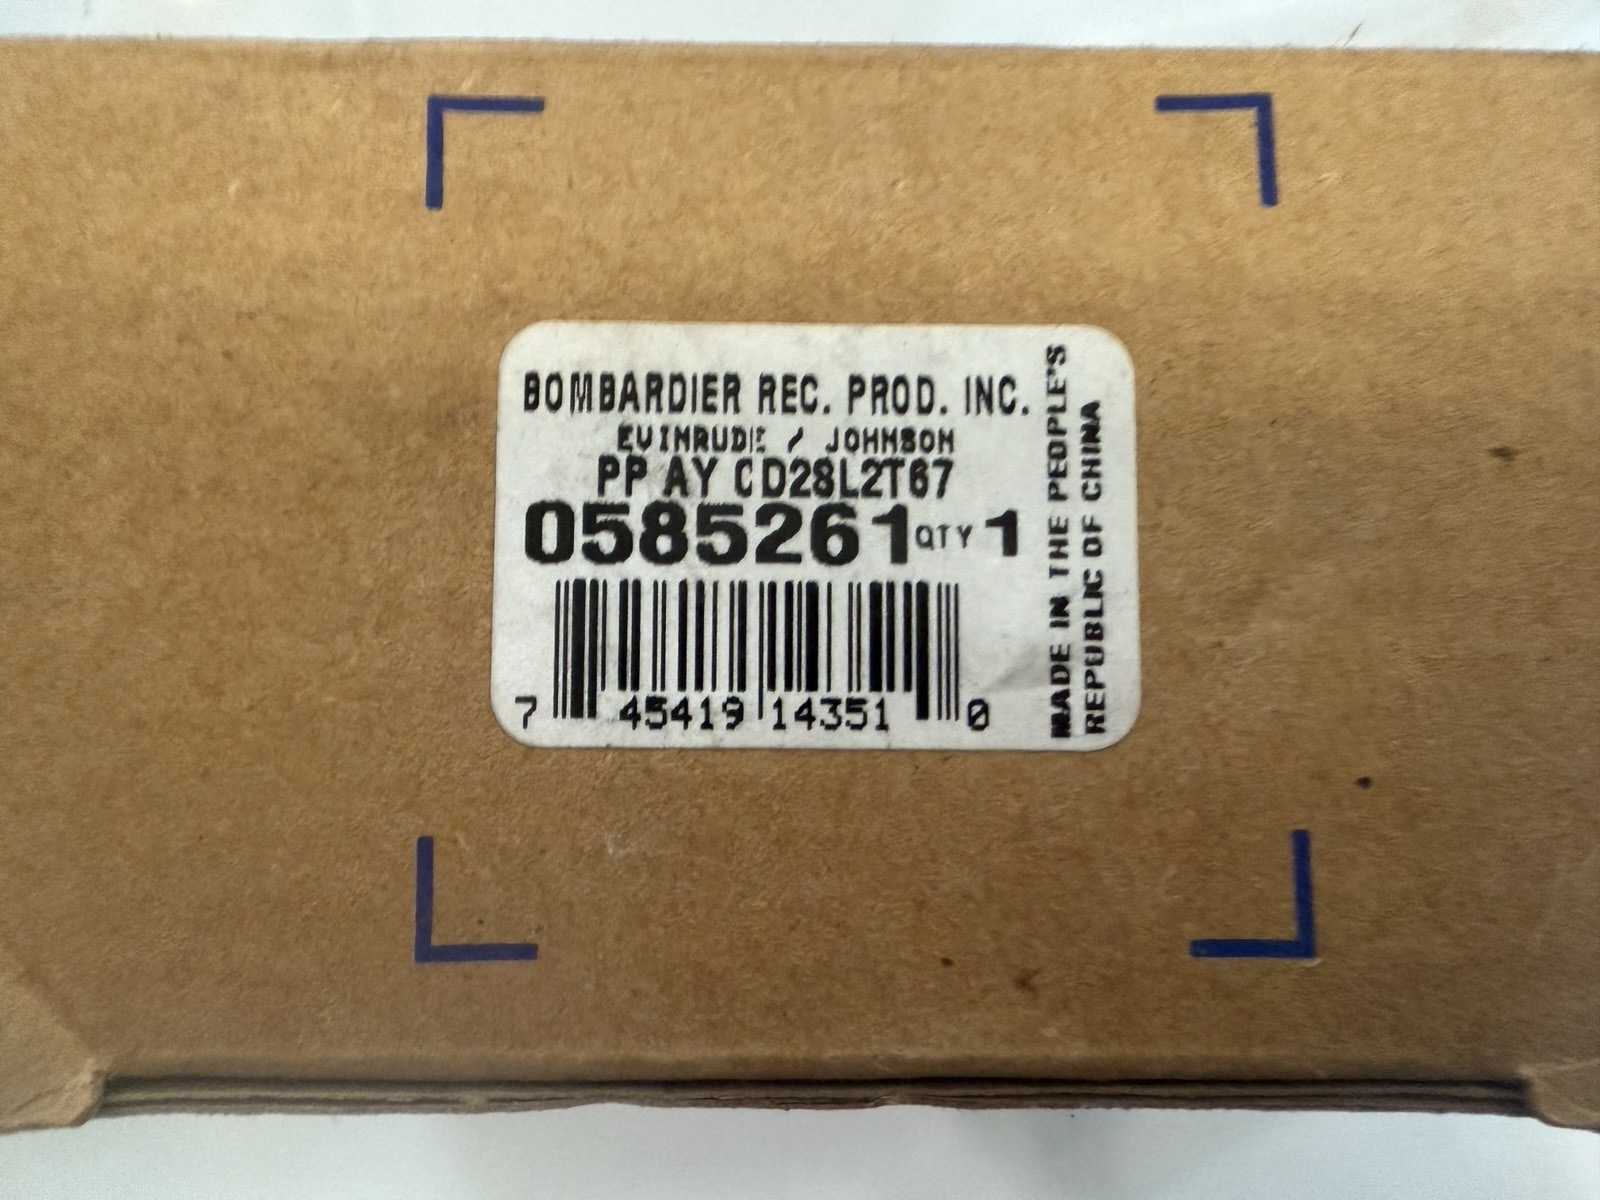 BOMBARDIER REC. PROD. INC.
EVINRUDE / JOHNSON
PP AY CD28L2T67
0585261 QTY 1
7 45419 14351 0
MADE IN THE PEOPLE'S
REPUBLIC OF CHINA